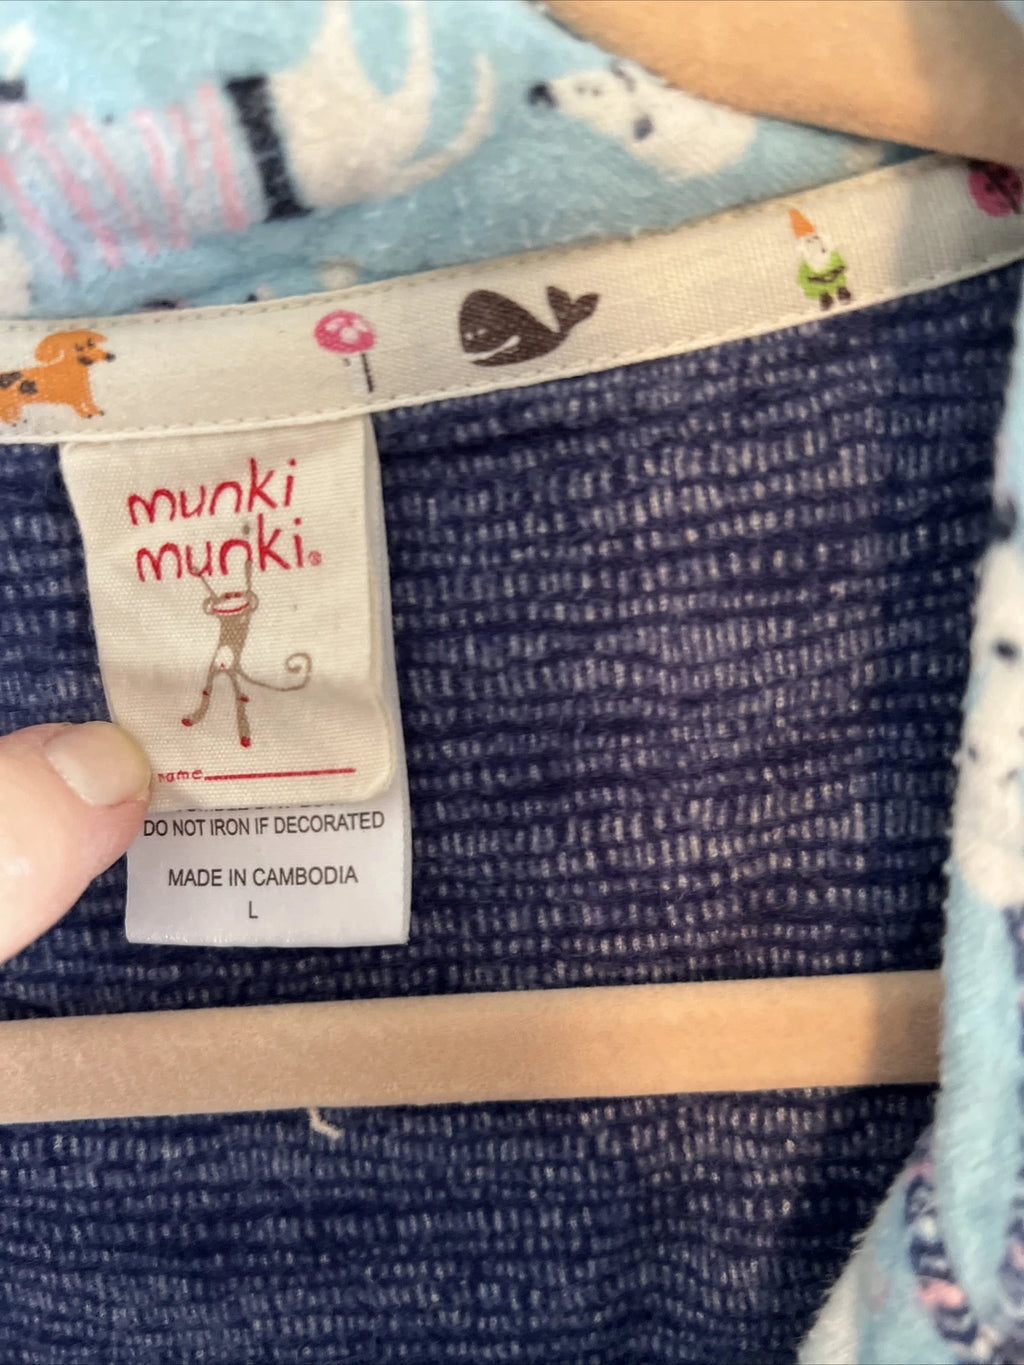 munki
munki®
name
DO NOT IRON IF DECORATED
MADE IN CAMBODIA
L